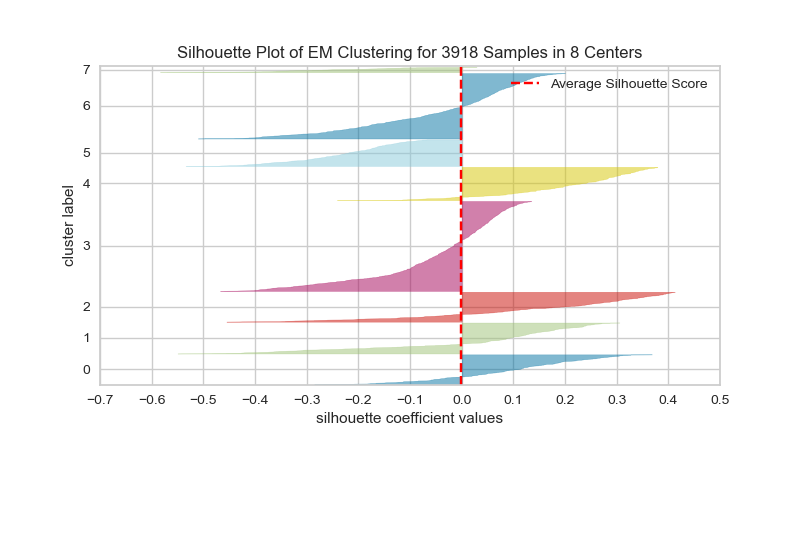 Silhouette Plot of EM Clustering for 3918 Samples in 8 Centers
Average Silhouette Score
cluster label
7
6
5
4
3
2
1
0
−0.7 −0.6 −0.5 −0.4 −0.3 −0.2 −0.1 0.0 0.1 0.2 0.3 0.4 0.5
silhouette coefficient values